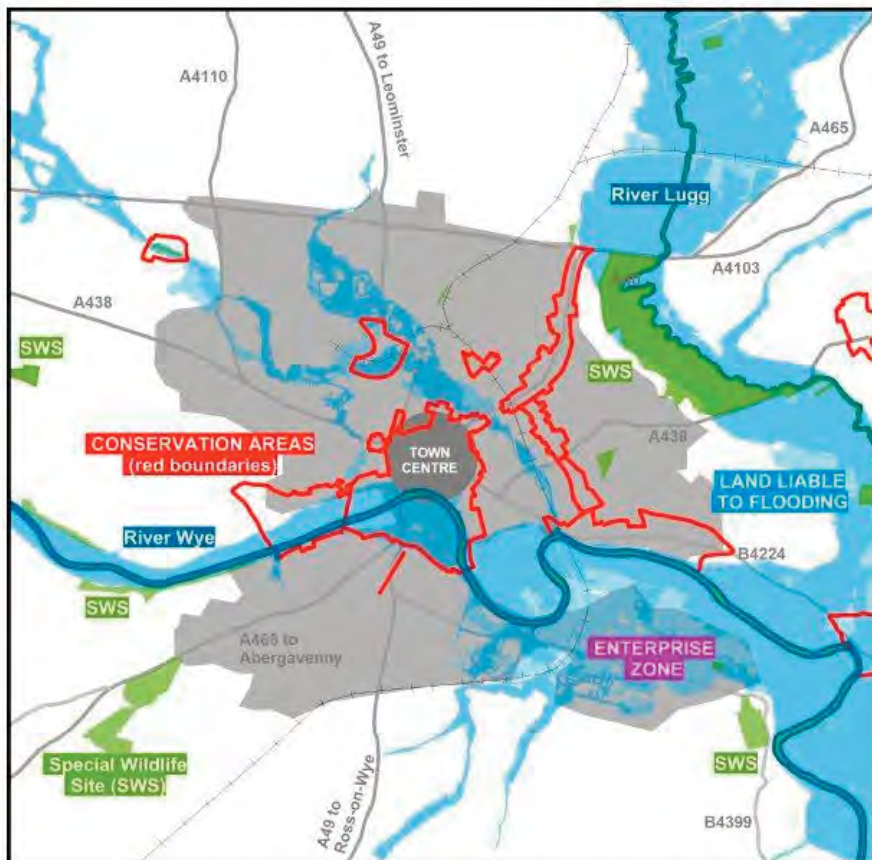 A4110
A49 to Leominster
A465
River Lugg
A4103
A438
SWS
SWS
CONSERVATION AREAS
(red boundaries)
TOWN
CENTRE
A438
LAND LIABLE
TO FLOODING
River Wye
B4224
SWS
A465 to
Abergavenny
ENTERPRISE
ZONE
Special Wildlife
Site (SWS)
SWS
A49 to
Ross-on-Wye
B4399